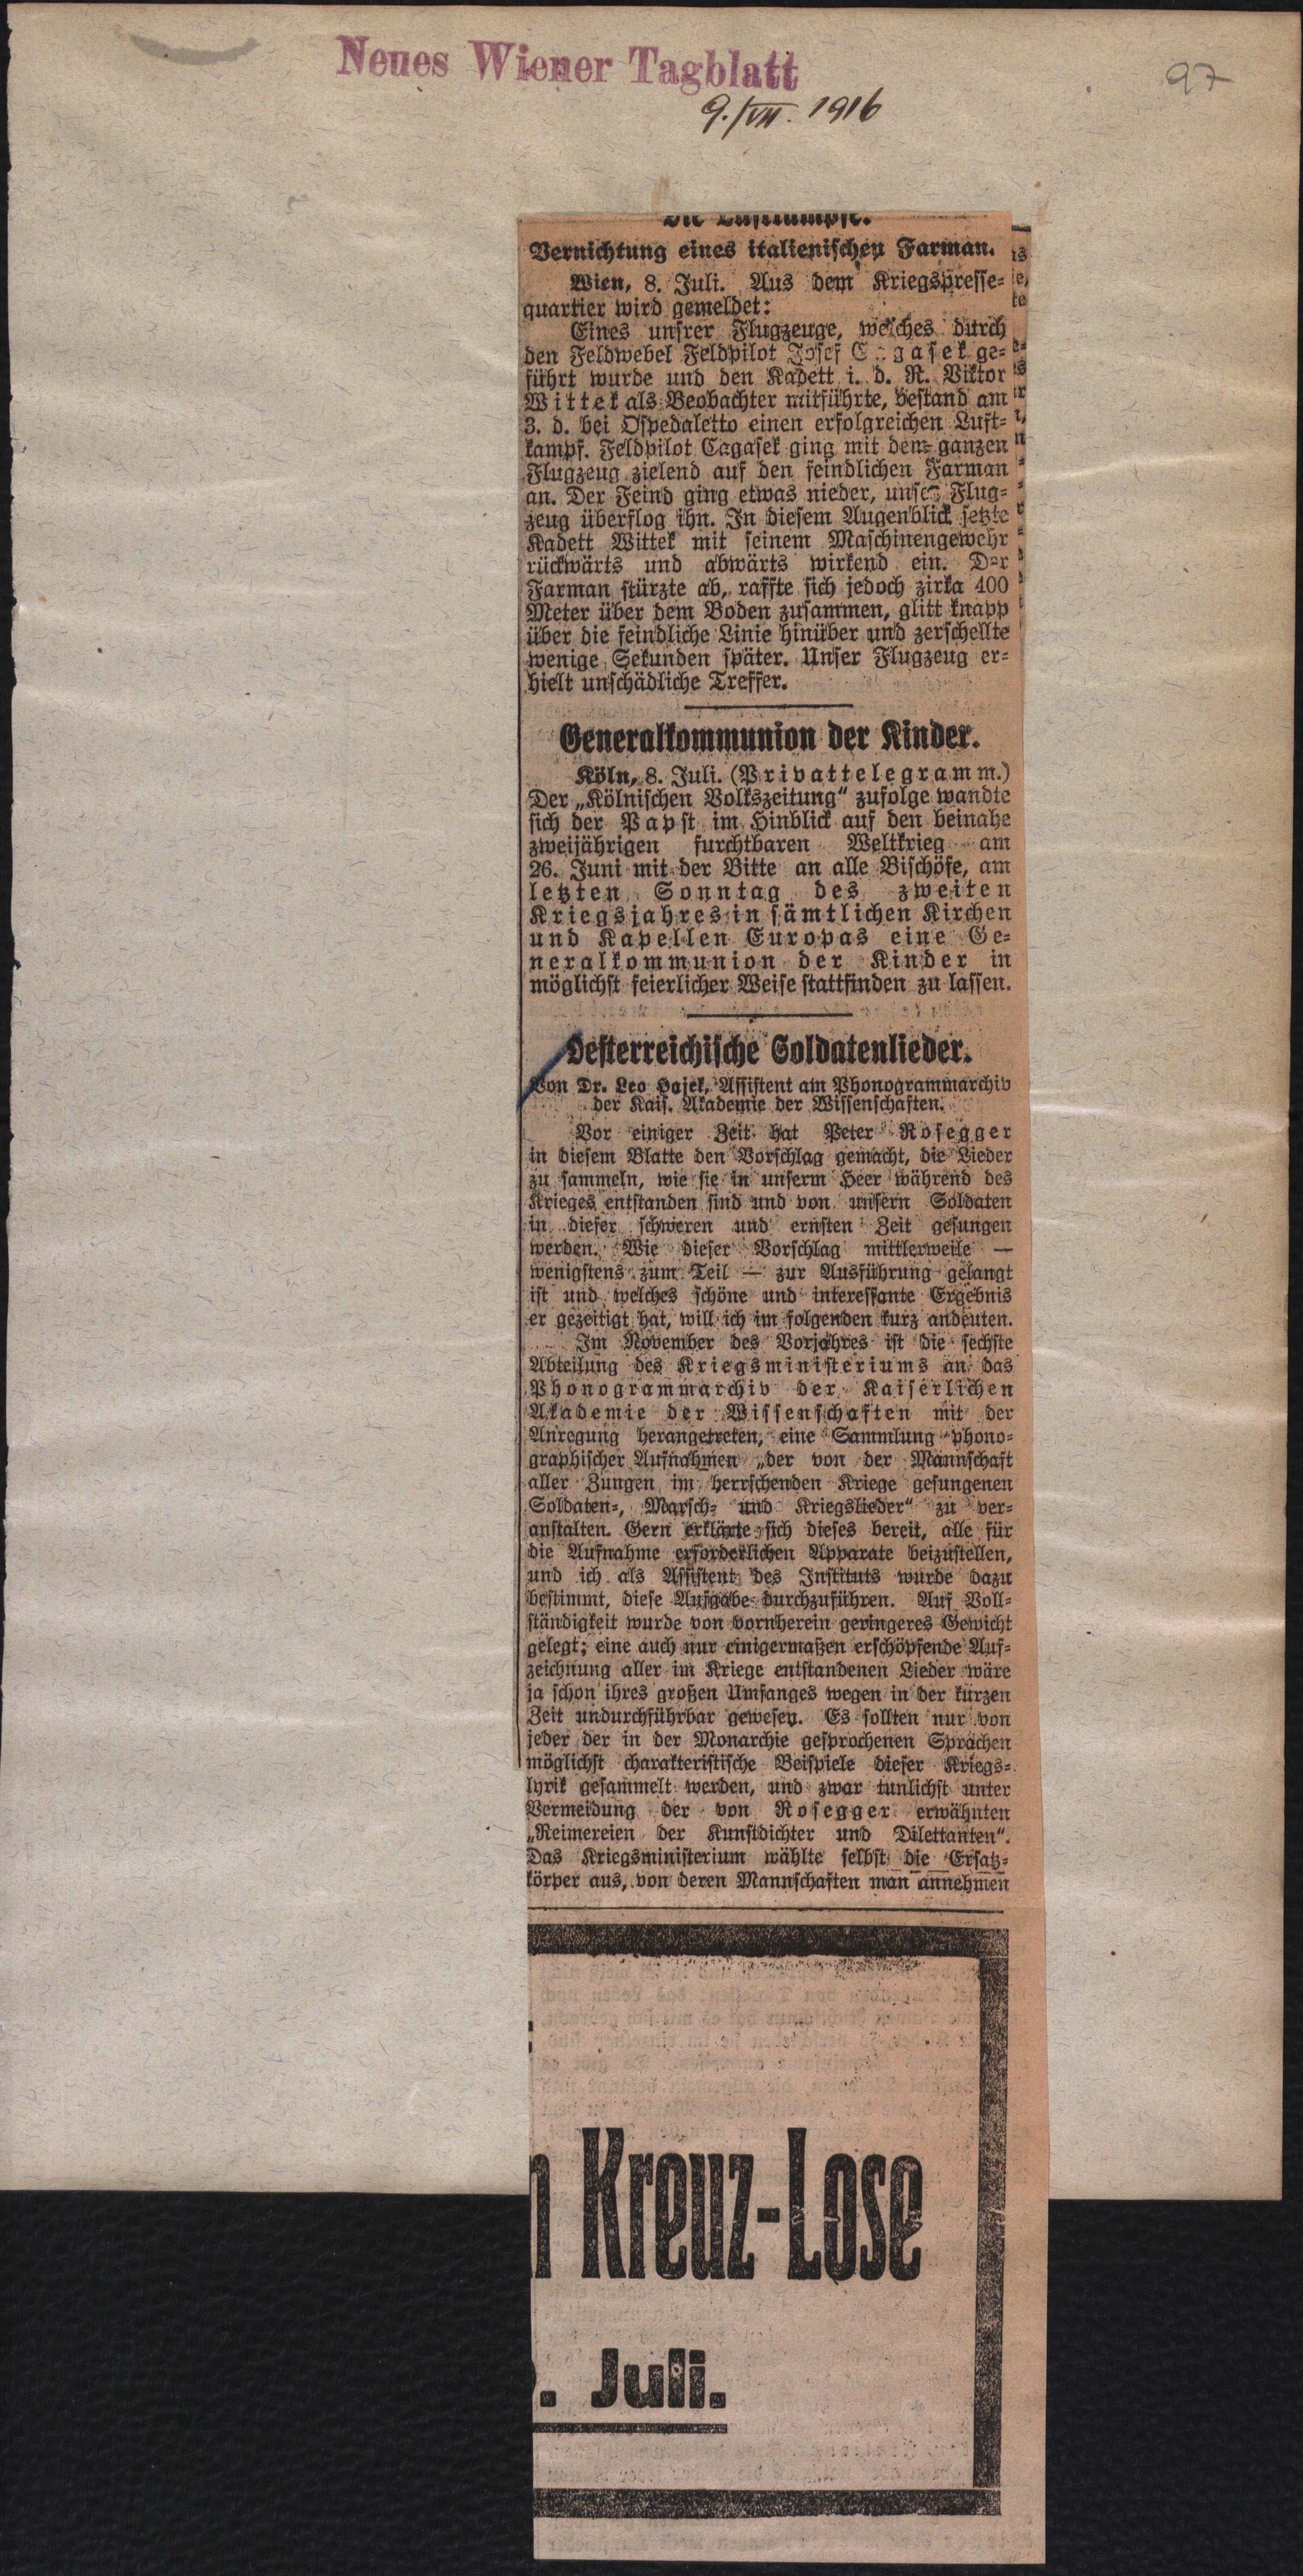 Neues Wiener Tagblatt
9./VII. 1916
97
Die Luftkämpfe.
Vernichtung eines italienischen Farman.
Wien, 8. Juli. Aus dem Kriegspresse-
quartier wird gemeldet:
Eines unsrer Flugzeuge, welches durch
den Feldwebel Feldpilot Josef Cagasek ge-
führt wurde und den Kadett i. d. R. Viktor
Wittek als Beobachter mitführte, bestand am
3. d. bei Ospedaletto einen erfolgreichen Luft-
kampf. Feldpilot Cagasek ging mit dem ganzen
Flugzeug zielend auf den feindlichen Farman
an. Der Feind ging etwas nieder, unser Flug-
zeug überflog ihn. In diesem Augenblick setzte
Kadett Wittek mit seinem Maschinengewehr
rückwärts und abwärts wirkend ein. Der
Farman stürzte ab, raffte sich jedoch zirka 400
Meter über dem Boden zusammen, glitt knapp
über die feindliche Linie hinüber und zerschellte
wenige Sekunden später. Unser Flugzeug er-
hielt unschädliche Treffer.
Generalkommunion der Kinder.
Köln, 8. Juli. (Privattelegramm.)
Der „Kölnischen Volkszeitung“ zufolge wandte
sich der Papst im Hinblick auf den beinahe
zweijährigen furchtbaren Weltkrieg am
26. Juni mit der Bitte an alle Bischöfe, am
letzten Sonntag des zweiten
Kriegsjahres in sämtlichen Kirchen
und Kapellen Europas eine Ge-
neralkommunion der Kinder in
möglichst feierlicher Weise stattfinden zu lassen.
Oesterreichische Soldatenlieder.
Von Dr. Leo Hajek, Assistent am Phonogrammarchiv
der Kais. Akademie der Wissenschaften.
Vor einiger Zeit hat Peter Rosegger
in diesem Blatte den Vorschlag gemacht, die Lieder
zu sammeln, wie sie in unserm Heer während des
Krieges entstanden sind und von unsern Soldaten
in dieser schweren und ernsten Zeit gesungen
werden. Wie dieser Vorschlag mittlerweile —
wenigstens zum Teil — zur Ausführung gelangt
ist und welches schöne und interessante Ergebnis
er gezeitigt hat, will ich im folgenden kurz andeuten.
Im November des Vorjahres ist die sechste
Abteilung des Kriegsministeriums an das
Phonogrammarchiv der Kaiserlichen
Akademie der Wissenschaften mit der
Anregung herangetreten, eine Sammlung phono-
graphischer Aufnahmen „der von der Mannschaft
aller Zungen im herrschenden Kriege gesungenen
Soldaten-, Marsch- und Kriegslieder“ zu ver-
anstalten. Gern erklärte sich dieses bereit, alle für
die Aufnahme erforderlichen Apparate beizustellen,
und ich als Assistent des Instituts wurde dazu
bestimmt, diese Aufgabe durchzuführen. Auf Voll-
ständigkeit wurde von vornherein geringeres Gewicht
gelegt; eine auch nur einigermaßen erschöpfende Auf-
zeichnung aller im Kriege entstandenen Lieder wäre
ja schon ihres großen Umfanges wegen in der kurzen
Zeit undurchführbar gewesen. Es sollten nur von
jeder der in der Monarchie gesprochenen Sprachen
möglichst charakteristische Beispiele dieser Kriegs-
lyrik gesammelt werden, und zwar tunlichst unter
Vermeidung der von Rosegger erwähnten
„Reimereien der Kunstdichter und Dilettanten“.
Das Kriegsministerium wählte selbst die Ersatz-
körper aus, von deren Mannschaften man annehmen
n Kreuz-Lose
. Juli.